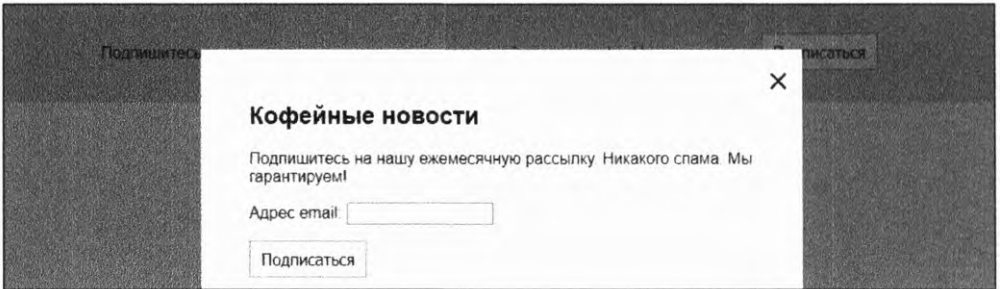 Подпишитесь
Подписаться
×
Кофейные новости
Подпишитесь на нашу ежемесячную рассылку. Никакого спама. Мы
гарантируем!
Адрес email:
Подписаться